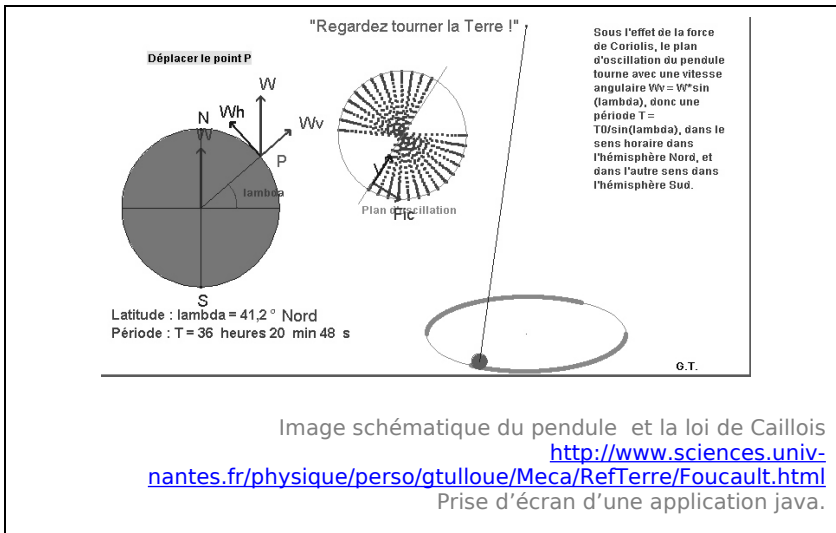 "Regardez tourner la Terre !"
Déplacer le point P
W
N
Wh
W
Wv
P
lambda
S
Latitude : lambda = 41,2 ° Nord
Période : T = 36 heures 20 min 48 s
V
Plan d'oscillation
Fic
Sous l'effet de la force
de Coriolis, le plan
d'oscillation du pendule
tourne avec une vitesse
angulaire Wv = W*sin
(lambda), donc une
période T =
T0/sin(lambda), dans le
sens horaire dans
l'hémisphère Nord, et
dans l'autre sens dans
l'hémisphère Sud.
G.T.
Image schématique du pendule et la loi de Caillois
http://www.sciences.univ-
nantes.fr/physique/perso/gtulloue/Meca/RefTerre/Foucault.html
Prise d’écran d’une application java.